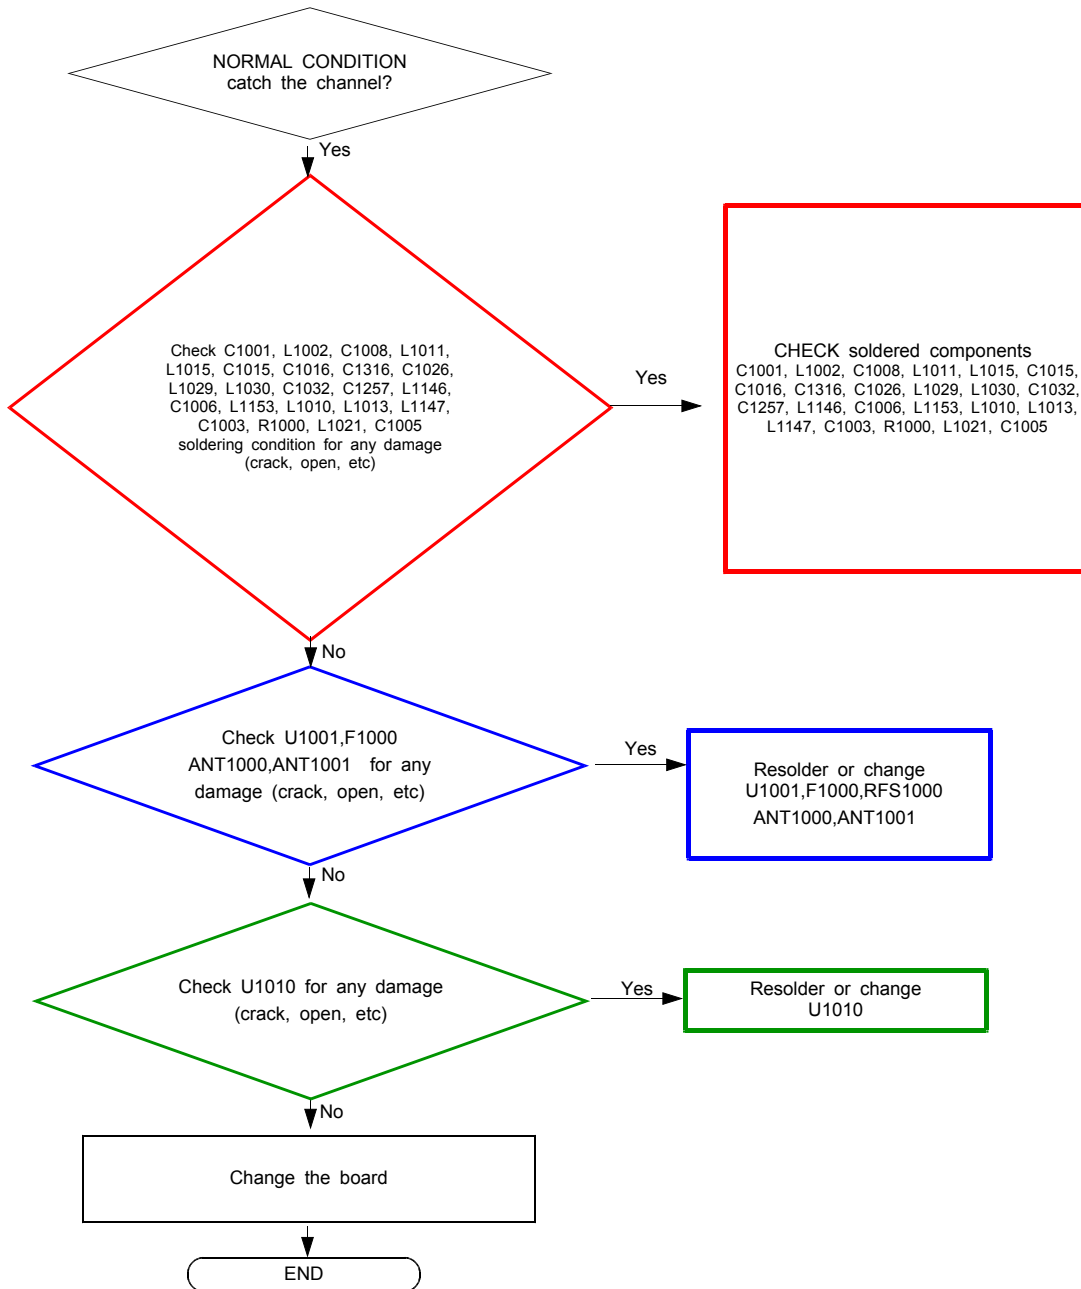 NORMAL CONDITION
catch the channel?
Yes
Check C1001, L1002, C1008, L1011,
L1015, C1015, C1016, C1316, C1026,
L1029, L1030, C1032, C1257, L1146,
C1006, L1153, L1010, L1013, L1147,
C1003, R1000, L1021, C1005
soldering condition for any damage
(crack, open, etc)
Yes
CHECK soldered components
C1001, L1002, C1008, L1011, L1015, C1015,
C1016, C1316, C1026, L1029, L1030, C1032,
C1257, L1146, C1006, L1153, L1010, L1013,
L1147, C1003, R1000, L1021, C1005
No
Check U1001,F1000
ANT1000,ANT1001 for any
damage (crack, open, etc)
Yes
Resolder or change
U1001,F1000,RFS1000
ANT1000,ANT1001
No
Check U1010 for any damage
(crack, open, etc)
Yes
Resolder or change
U1010
No
Change the board
END